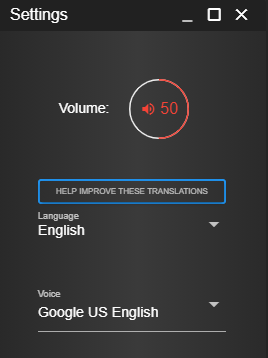 Settings
Volume: 50
HELP IMPROVE THESE TRANSLATIONS
Language
English
Voice
Google US English